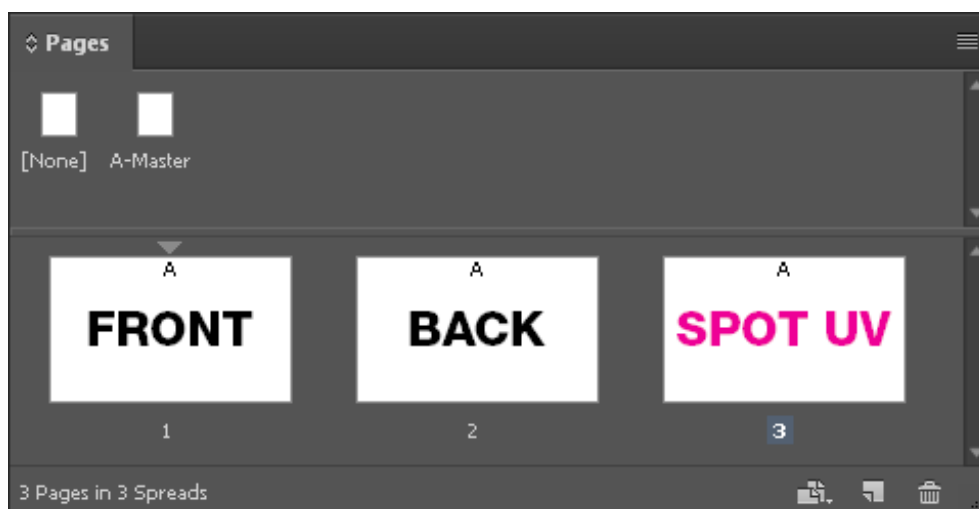 Pages
[None] A-Master
A A A
FRONT BACK SPOT UV
1 2 3
3 Pages in 3 Spreads